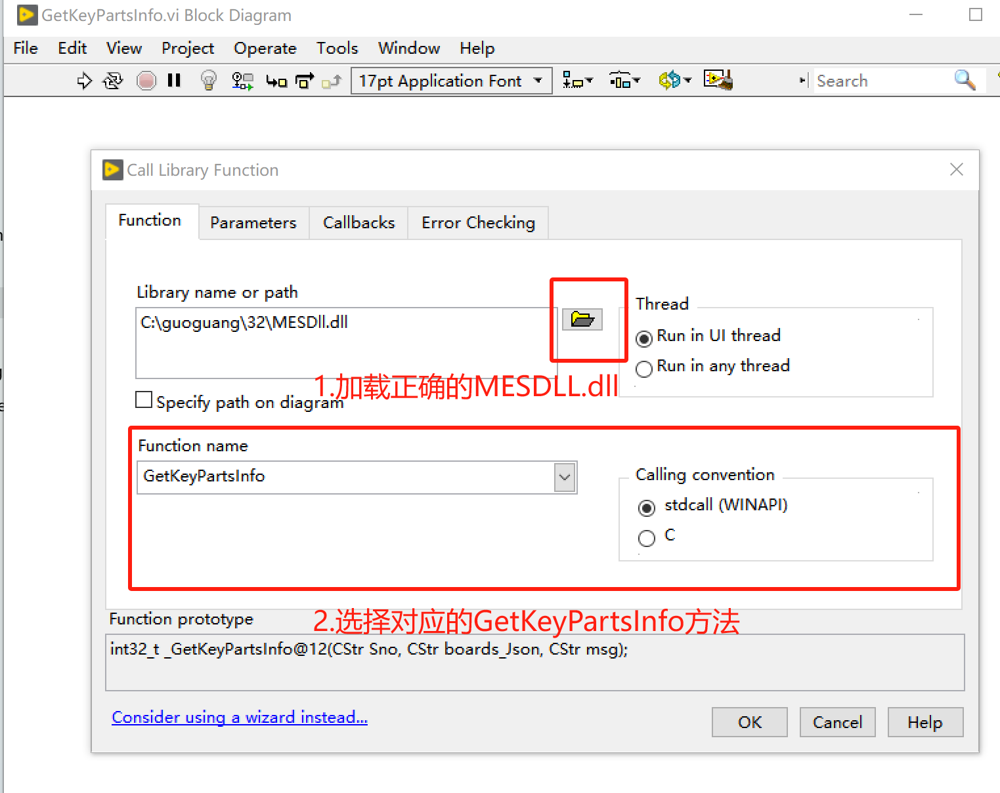 GetKeyPartsInfo.vi Block Diagram
File Edit View Project Operate Tools Window Help
17pt Application Font
Search
Call Library Function
Function Parameters Callbacks Error Checking
Library name or path
C:\guoguang\32\MESDll.dll
Thread
Run in UI thread
Run in any thread
1.加载正确的MESDLL.dll
Specify path on diagram
Function name
GetKeyPartsInfo
Calling convention
stdcall (WINAPI)
C
2.选择对应的GetKeyPartsInfo方法
Function prototype
int32_t _GetKeyPartsInfo@12(CStr Sno, CStr boards_Json, CStr msg);
Consider using a wizard instead...
OK Cancel Help